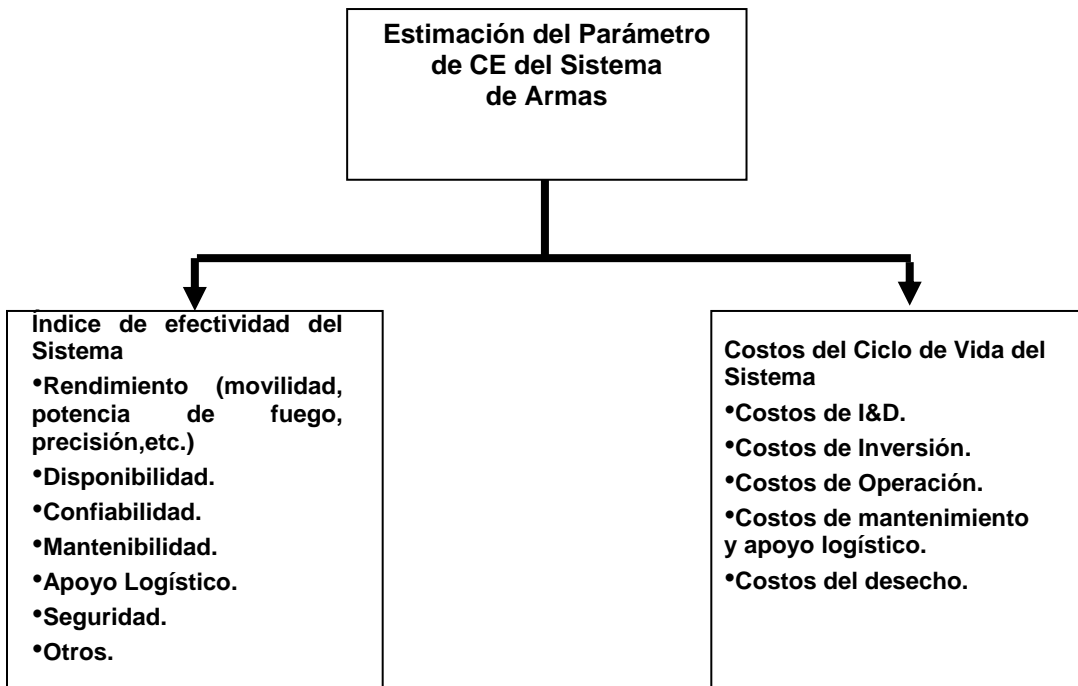 Estimación del Parámetro
de CE del Sistema
de Armas
Índice de efectividad del
Sistema
•Rendimiento (movilidad,
potencia de fuego,
precisión,etc.)
•Disponibilidad.
•Confiabilidad.
•Mantenibilidad.
•Apoyo Logístico.
•Seguridad.
•Otros.
Costos del Ciclo de Vida del
Sistema
•Costos de I&D.
•Costos de Inversión.
•Costos de Operación.
•Costos de mantenimiento
y apoyo logístico.
•Costos del desecho.